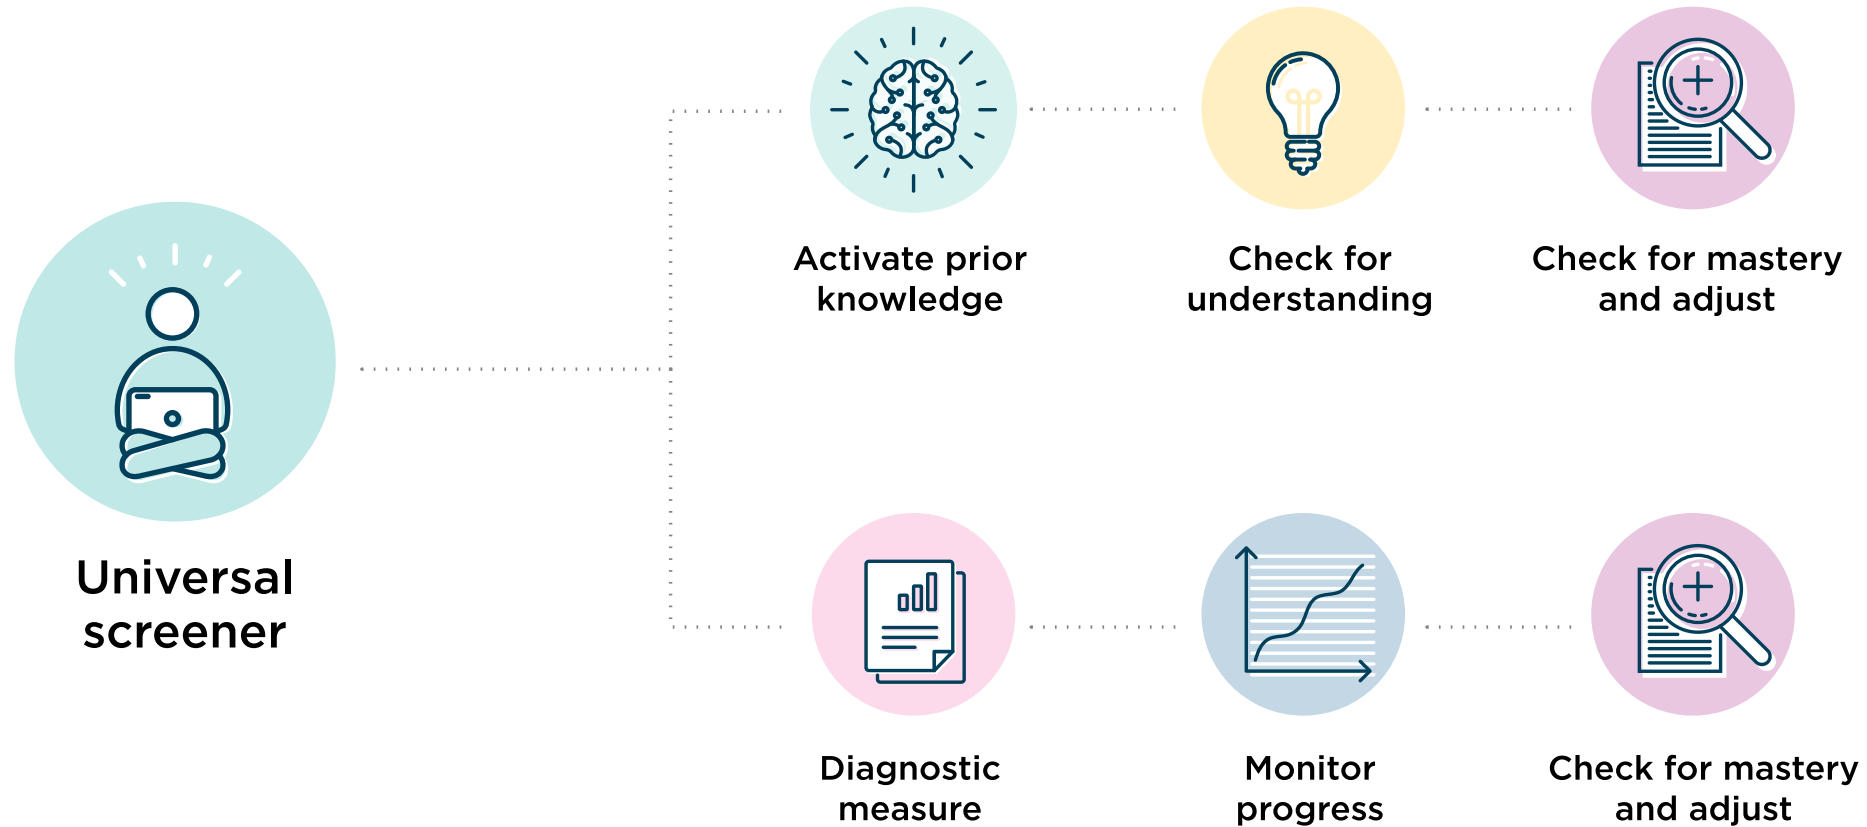 Universal
screener
Activate prior
knowledge
Check for
understanding
Check for mastery
and adjust
Diagnostic
measure
Monitor
progress
Check for mastery
and adjust